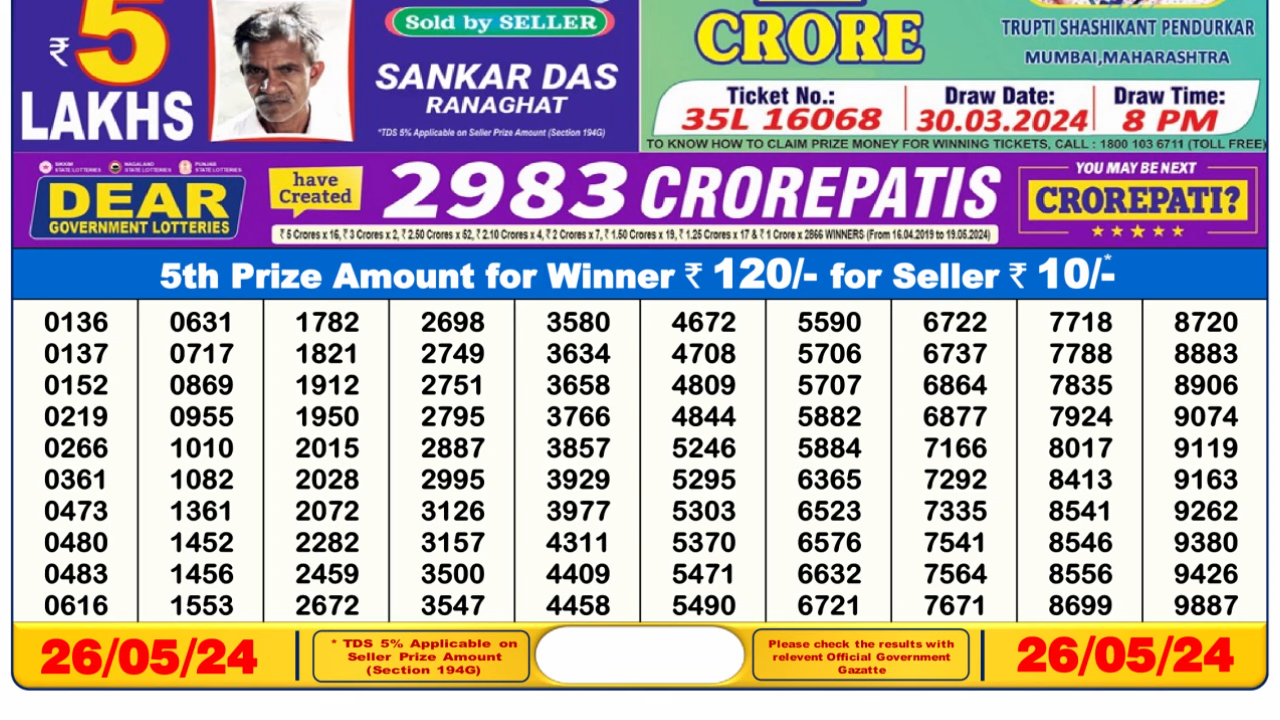 ₹ 5
LAKHS
Sold by SELLER
SANKAR DAS
RANAGHAT
*TDS 5% Applicable on Seller Prize Amount (Section 194G)
CRORE
TRUPTI SHASHIKANT PENDURKAR
MUMBAI,MAHARASHTRA
Ticket No.: Draw Date: Draw Time:
35L 16068 30.03.2024 8 PM
TO KNOW HOW TO CLAIM PRIZE MONEY FOR WINNING TICKETS, CALL : 1800 103 6711 (TOLL FREE)
SIKKIM STATE LOTTERIES NAGALAND STATE LOTTERIES PUNJAB STATE LOTTERIES
DEAR
GOVERNMENT LOTTERIES
have
Created
2983 CROREPATIS
₹ 5 Crores x 16, ₹ 3 Crores x 2, ₹ 2.50 Crores x 52, ₹ 2.10 Crores x 4, ₹ 2 Crores x 7, ₹ 1.50 Crores x 19, ₹ 1.25 Crores x 17 & ₹ 1 Crore x 2866 WINNERS (From 16.04.2019 to 19.05.2024)
YOU MAY BE NEXT
CROREPATI?
5th Prize Amount for Winner ₹ 120/- for Seller ₹ 10/-*
0136 0631 1782 2698 3580 4672 5590 6722 7718 8720
0137 0717 1821 2749 3634 4708 5706 6737 7788 8883
0152 0869 1912 2751 3658 4809 5707 6864 7835 8906
0219 0955 1950 2795 3766 4844 5882 6877 7924 9074
0266 1010 2015 2887 3857 5246 5884 7166 8017 9119
0361 1082 2028 2995 3929 5295 6365 7292 8413 9163
0473 1361 2072 3126 3977 5303 6523 7335 8541 9262
0480 1452 2282 3157 4311 5370 6576 7541 8546 9380
0483 1456 2459 3500 4409 5471 6632 7564 8556 9426
0616 1553 2672 3547 4458 5490 6721 7671 8699 9887
26/05/24
* TDS 5% Applicable on
Seller Prize Amount
(Section 194G)
Please check the results with
relevent Official Government
Gazatte
26/05/24